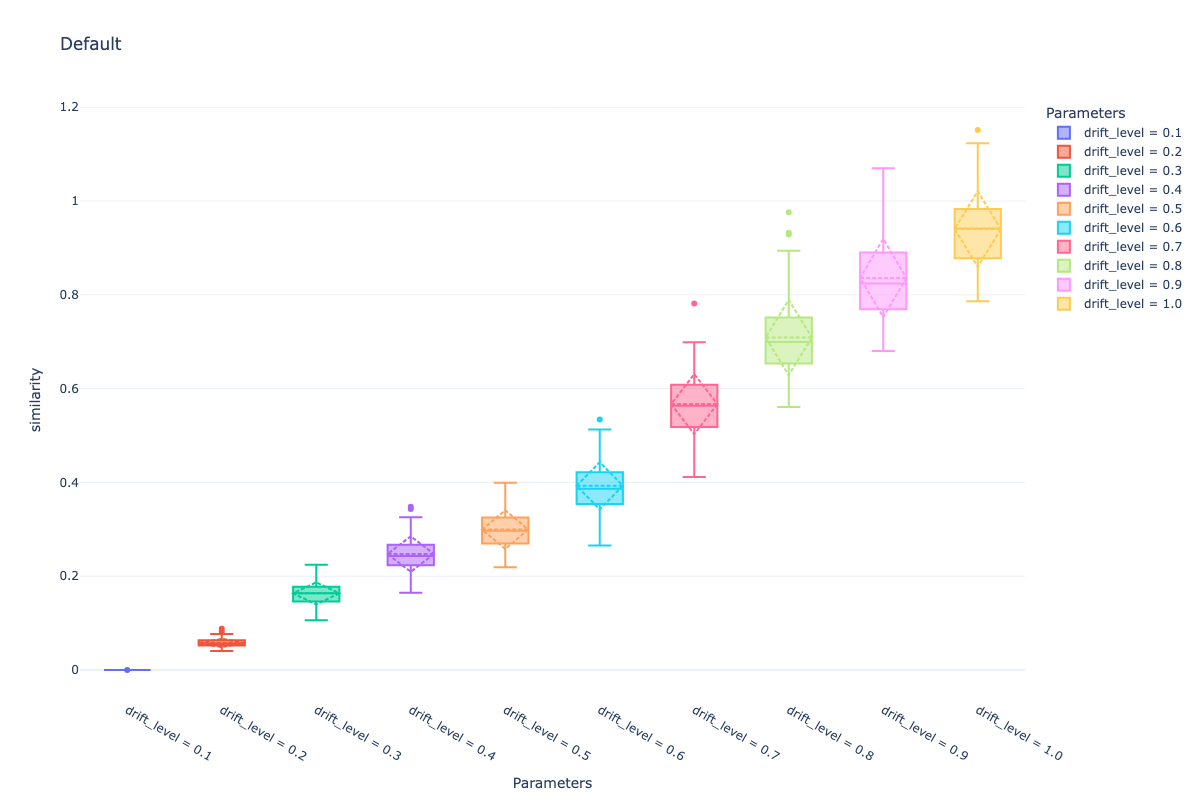 Default
1.2
1
0.8
0.6
0.4
0.2
0
similarity
drift_level = 0.1
drift_level = 0.2
drift_level = 0.3
drift_level = 0.4
drift_level = 0.5
drift_level = 0.6
drift_level = 0.7
drift_level = 0.8
drift_level = 0.9
drift_level = 1.0
Parameters
Parameters
drift_level = 0.1
drift_level = 0.2
drift_level = 0.3
drift_level = 0.4
drift_level = 0.5
drift_level = 0.6
drift_level = 0.7
drift_level = 0.8
drift_level = 0.9
drift_level = 1.0